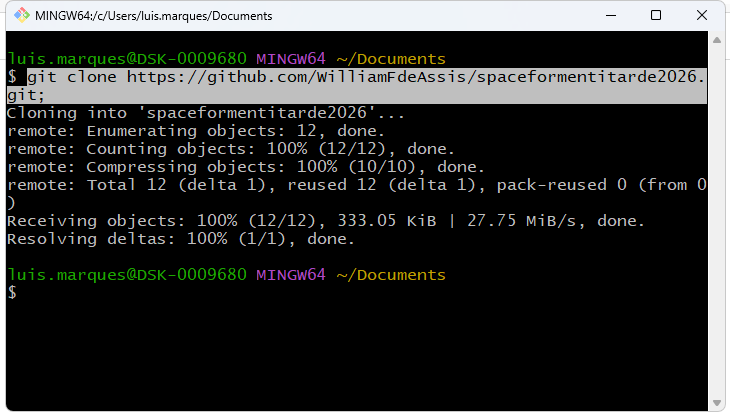 MINGW64:/c/Users/luis.marques/Documents
luis.marques@DSK-0009680 MINGW64 ~/Documents
$ git clone https://github.com/WilliamFdeAssis/spaceformentitarde2026.
git;
Cloning into 'spaceformentitarde2026'...
remote: Enumerating objects: 12, done.
remote: Counting objects: 100% (12/12), done.
remote: Compressing objects: 100% (10/10), done.
remote: Total 12 (delta 1), reused 12 (delta 1), pack-reused 0 (from 0
)
Receiving objects: 100% (12/12), 333.05 KiB | 27.75 MiB/s, done.
Resolving deltas: 100% (1/1), done.
luis.marques@DSK-0009680 MINGW64 ~/Documents
$